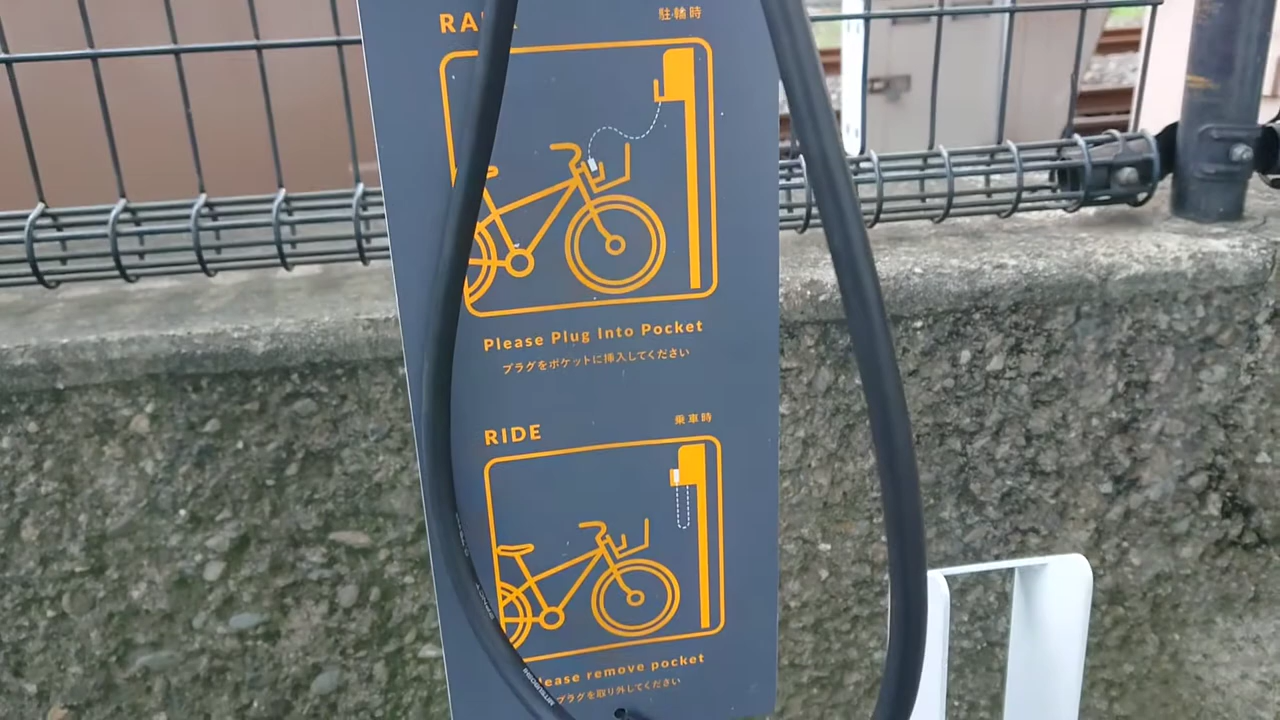 駐輪時
Please Plug Into Pocket
プラグをポケットに挿入してください
RIDE
乗車時
remove pocket
プラグを取り外してください